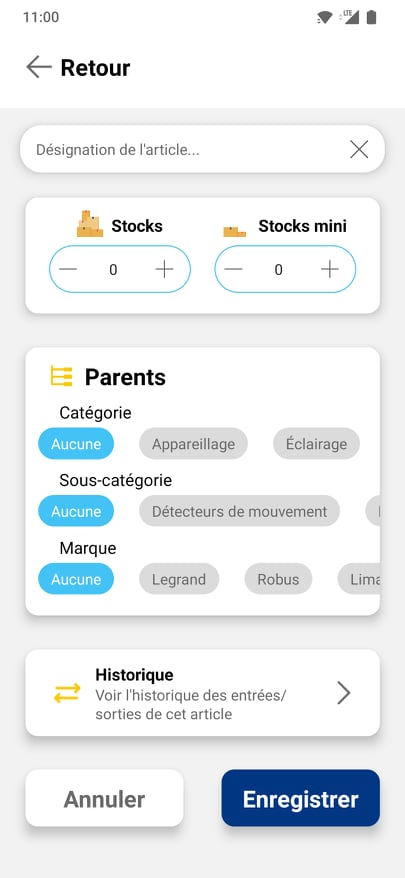 11:00
LTE
Retour
Désignation de l'article...
Stocks
Stocks mini
0
0
Parents
Catégorie
Aucune Appareillage Éclairage
Sous-catégorie
Aucune Détecteurs de mouvement
Marque
Aucune Legrand Robus Lima
Historique
Voir l'historique des entrées/
sorties de cet article
Annuler Enregistrer